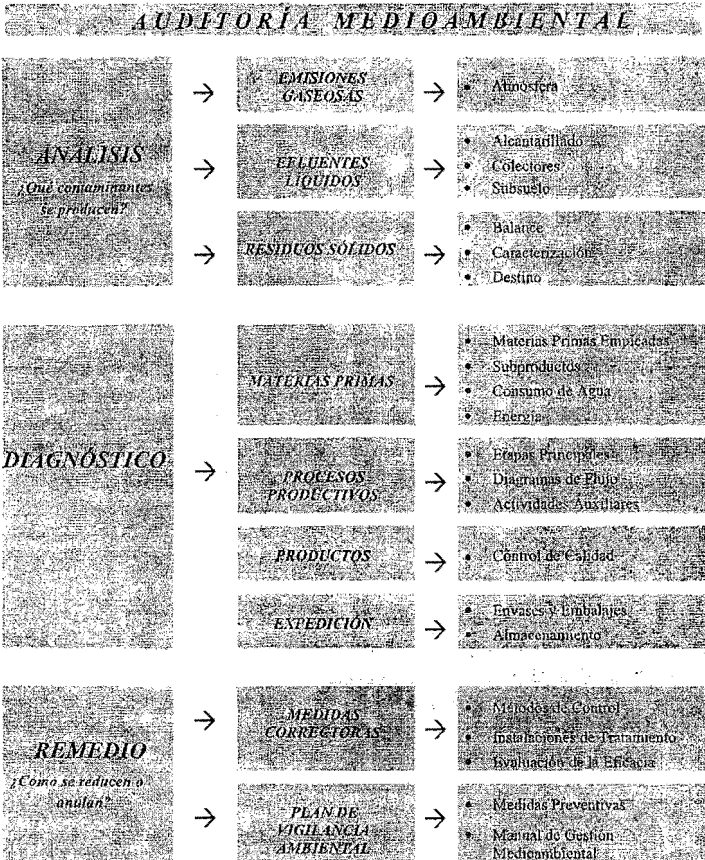 AUDITORÍA MEDIOAMBIENTAL
ANÁLISIS
¿Qué contaminantes
se producen?
EMISIONES
GASEOSAS
• Atmósfera
EFLUENTES
LÍQUIDOS
• Alcantarillado
• Colectores
• Subsuelo
RESIDUOS SÓLIDOS
• Balance
• Caracterización
• Destino
DIAGNÓSTICO
MATERIAS PRIMAS
• Materias Primas Empleadas
• Subproductos
• Consumo de Agua
• Energía
PROCESOS
PRODUCTIVOS
• Etapas Principales
• Diagramas de Flujo
• Actividades Auxiliares
PRODUCTOS
• Control de Calidad
EXPEDICIÓN
• Envases y Embalajes
• Almacenamiento
REMEDIO
¿Cómo se reducen o
anulan?
MEDIDAS
CORRECTORAS
• Métodos de Control
• Instalaciones de Tratamiento
• Evaluación de la Eficacia
PLAN DE
VIGILANCIA
AMBIENTAL
• Medidas Preventivas
• Manual de Gestión
Medioambiental